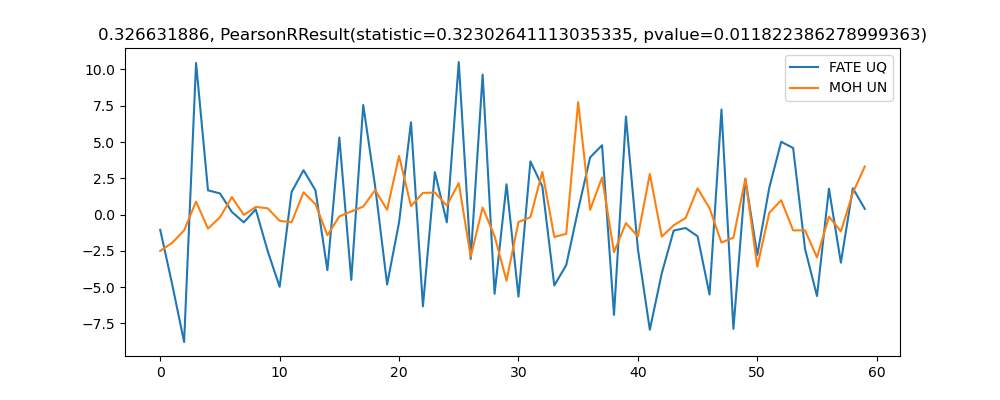 0.326631886, PearsonRResult(statistic=0.32302641113035335, pvalue=0.011822386278999363)
10.0
7.5
5.0
2.5
0.0
−2.5
−5.0
−7.5
0 10 20 30 40 50 60
FATE UQ
MOH UN